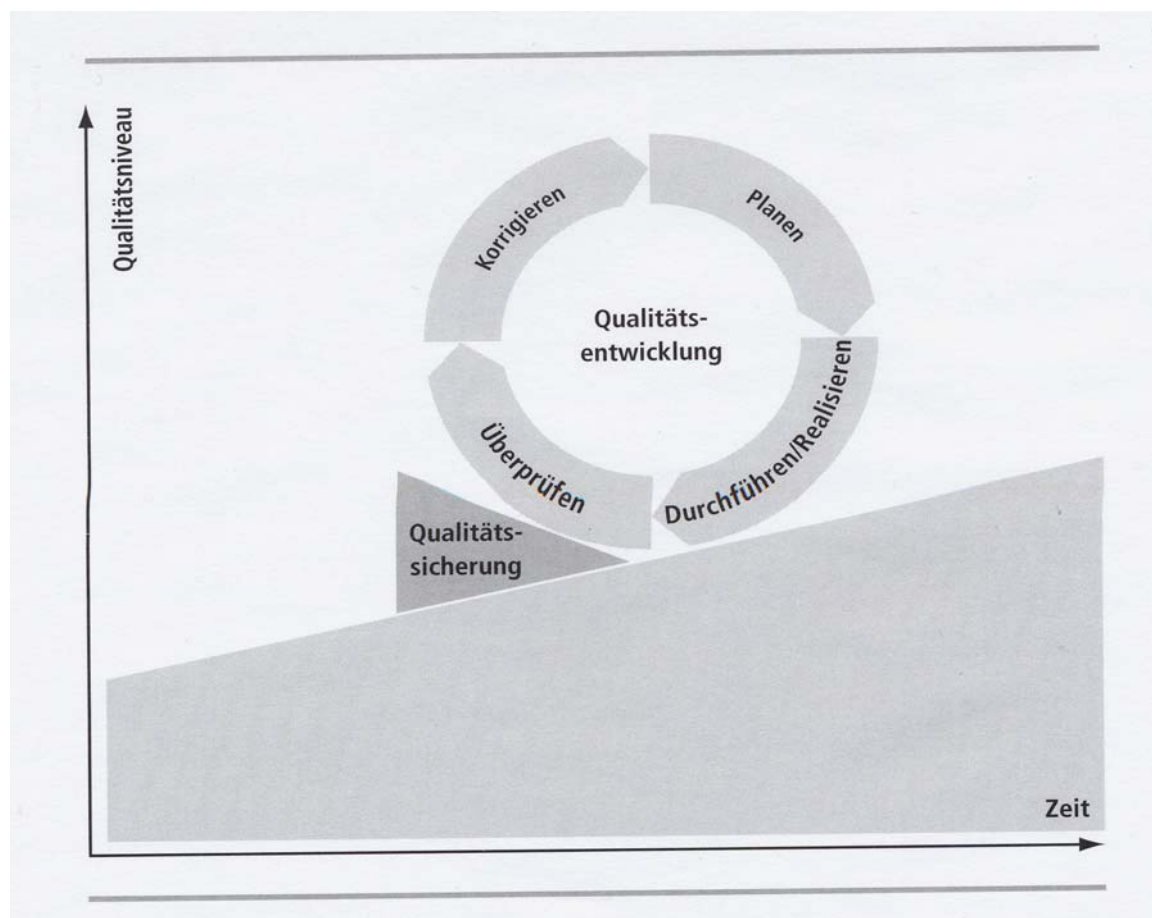 Qualitätsniveau
Korrigieren
Planen
Qualitäts-
entwicklung
Durchführen/Realisieren
Überprüfen
Qualitäts-
sicherung
Zeit